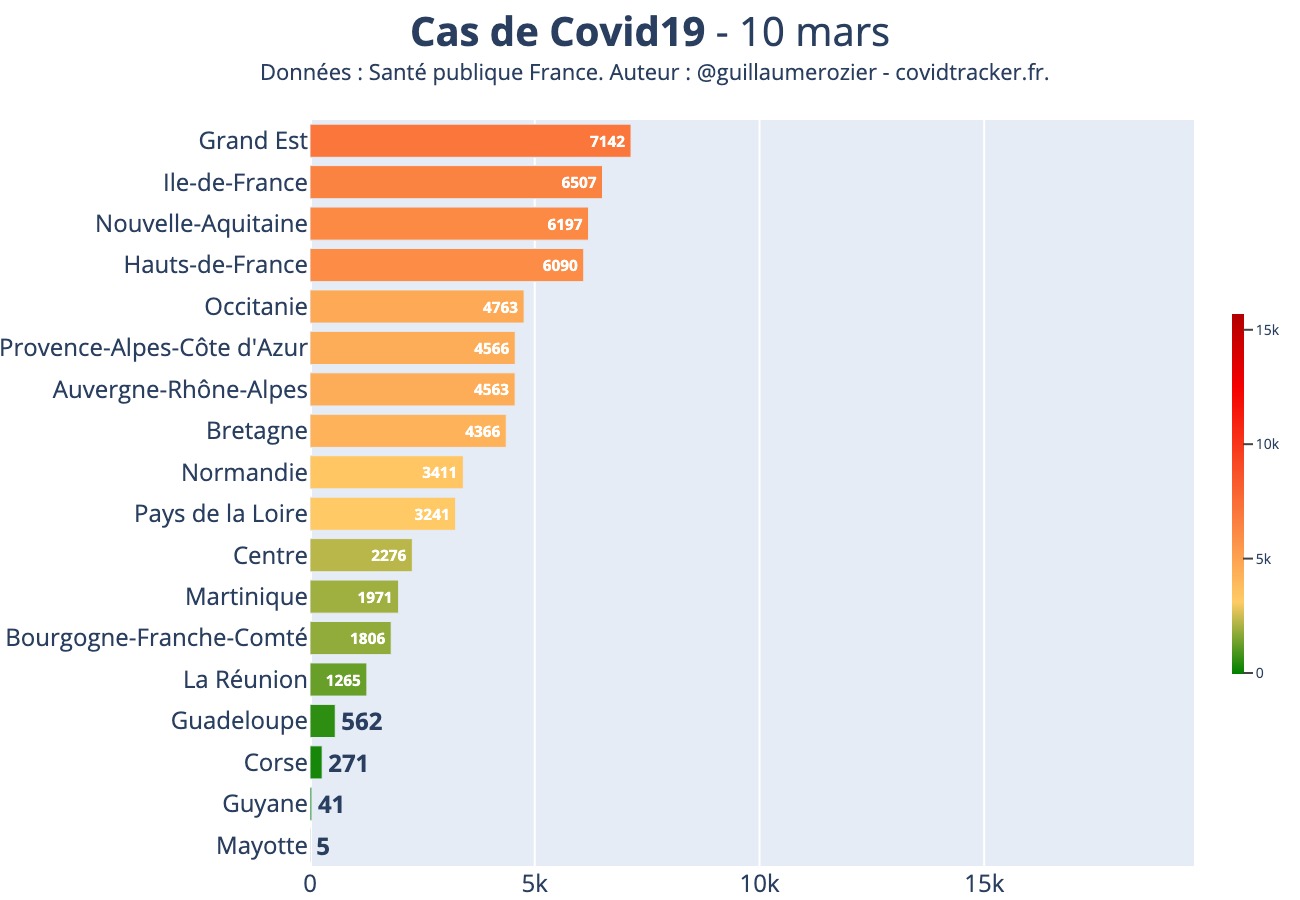 Cas de Covid19 - 10 mars
Données : Santé publique France. Auteur : @guillaumerozier - covidtracker.fr.
Grand Est 7142
Ile-de-France 6507
Nouvelle-Aquitaine 6197
Hauts-de-France 6090
Occitanie 4763
Provence-Alpes-Côte d'Azur 4566
Auvergne-Rhône-Alpes 4563
Bretagne 4366
Normandie 3411
Pays de la Loire 3241
Centre 2276
Martinique 1971
Bourgogne-Franche-Comté 1806
La Réunion 1265
Guadeloupe 562
Corse 271
Guyane 41
Mayotte 5
0 5k 10k 15k
15k
10k
5k
0